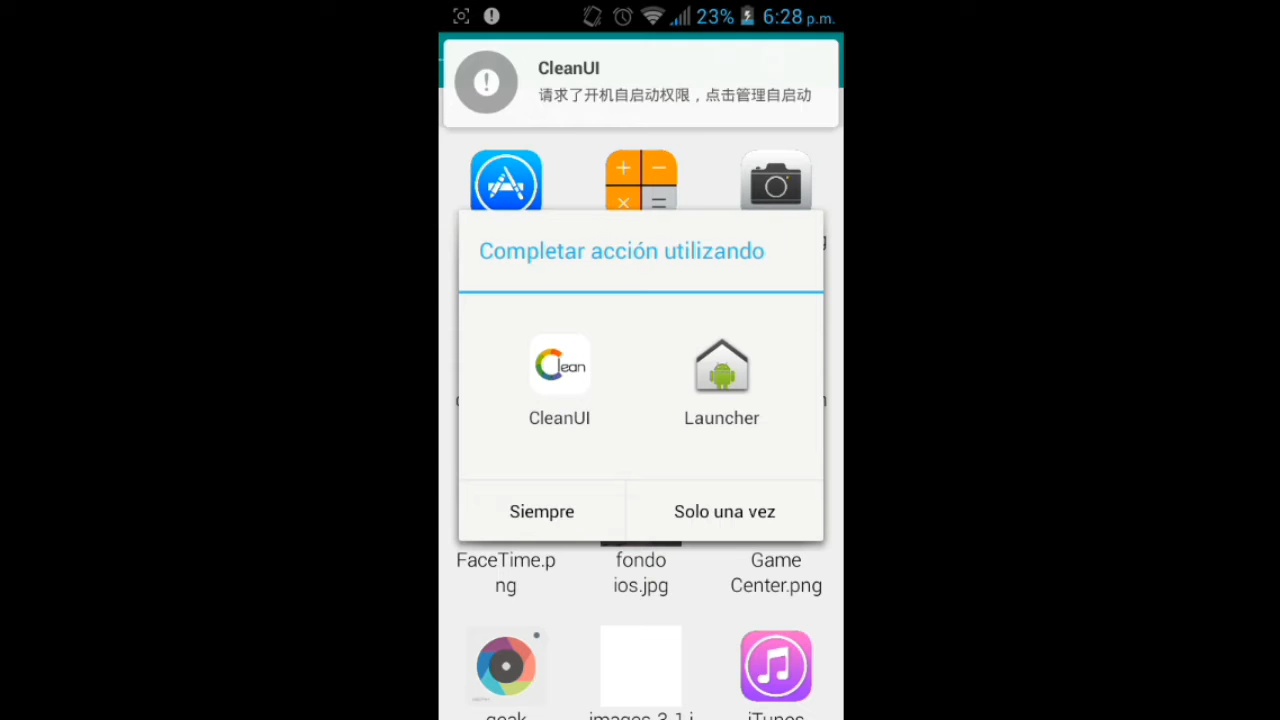 23% 6:28 p.m.
CleanUI
请求了开机自启动权限，点击管理自启动
Completar acción utilizando
Clean
CleanUI
Launcher
Siempre
Solo una vez
FaceTime.p
ng
fondo
ios.jpg
Game
Center.png
iTunes